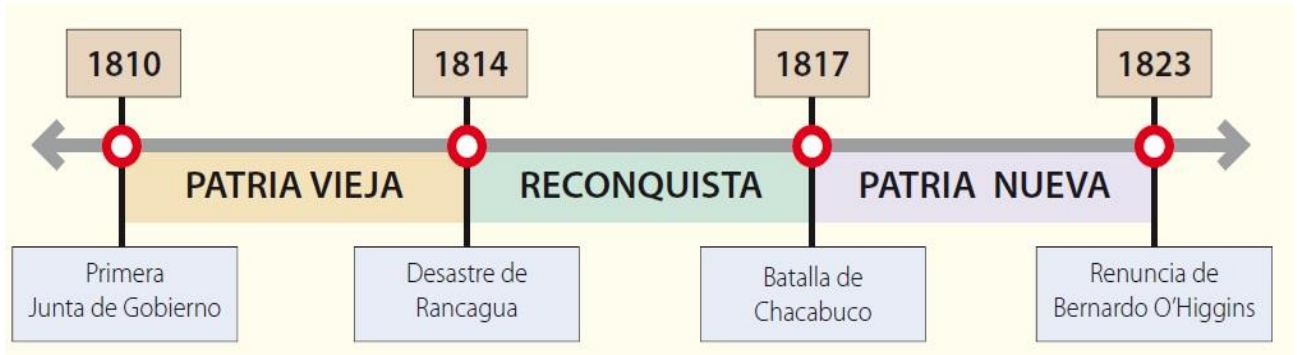 1810
1814
1817
1823
PATRIA VIEJA
RECONQUISTA
PATRIA NUEVA
Primera
Junta de Gobierno
Desastre de
Rancagua
Batalla de
Chacabuco
Renuncia de
Bernardo O’Higgins